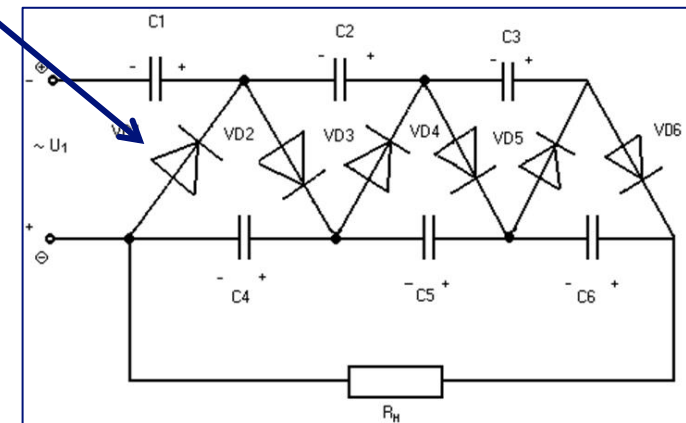 C1
C2
C3
- +
- +
- +
⊕
-
~ U₁
VD2
VD3
VD4
VD5
VD6
+
⊖
- +
- +
- +
C4
C5
C6
Rн